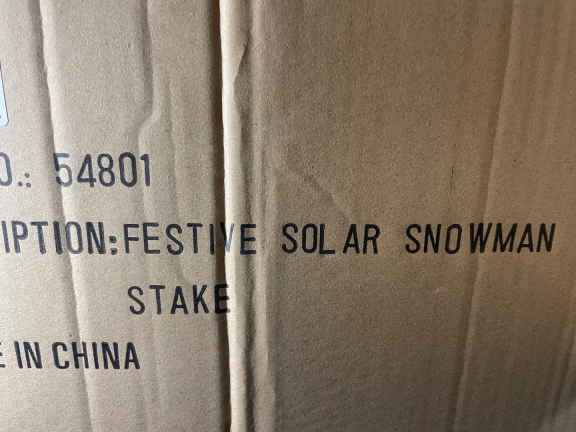 O.: 54801
IPTION: FESTIVE SOLAR SNOWMAN
STAKE
E IN CHINA